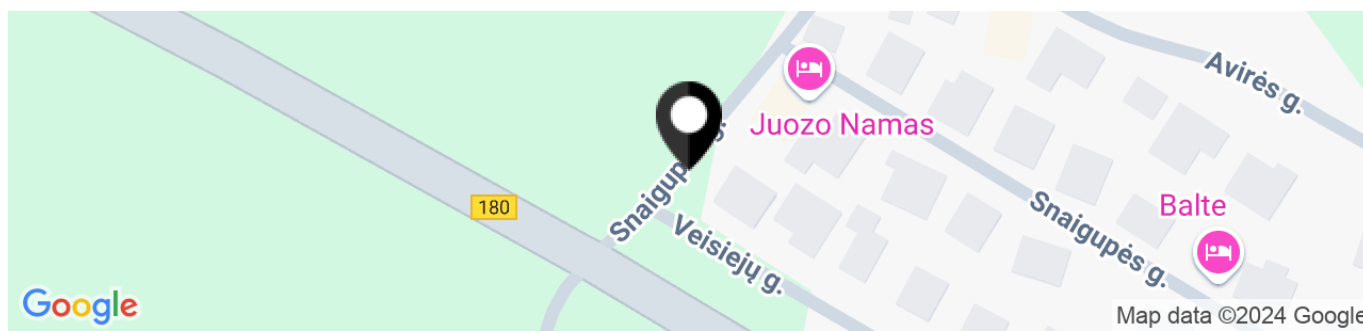 Avirės g.
Juozo Namas
Snaigupės g.
180
Veisiejų g.
Snaigupės g.
Balte
Google
Map data ©2024 Google